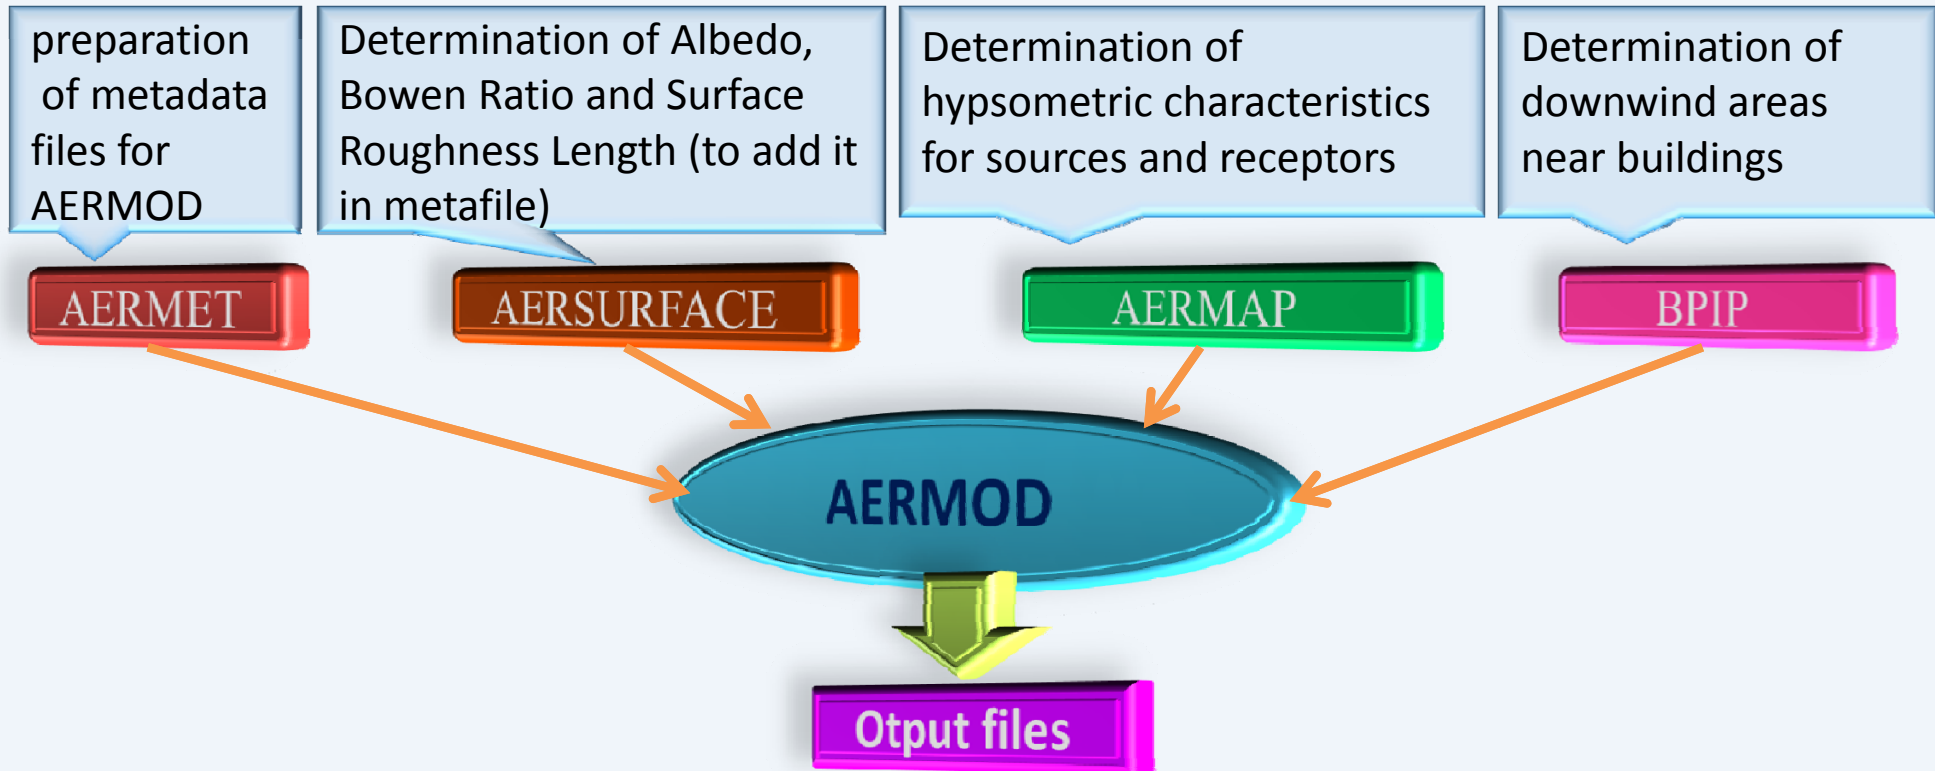 preparation
of metadata
files for
AERMOD
Determination of Albedo,
Bowen Ratio and Surface
Roughness Length (to add it
in metafile)
Determination of
hypsometric characteristics
for sources and receptors
Determination of
downwind areas
near buildings
AERMET
AERSURFACE
AERMAP
BPIP
AERMOD
Otput files